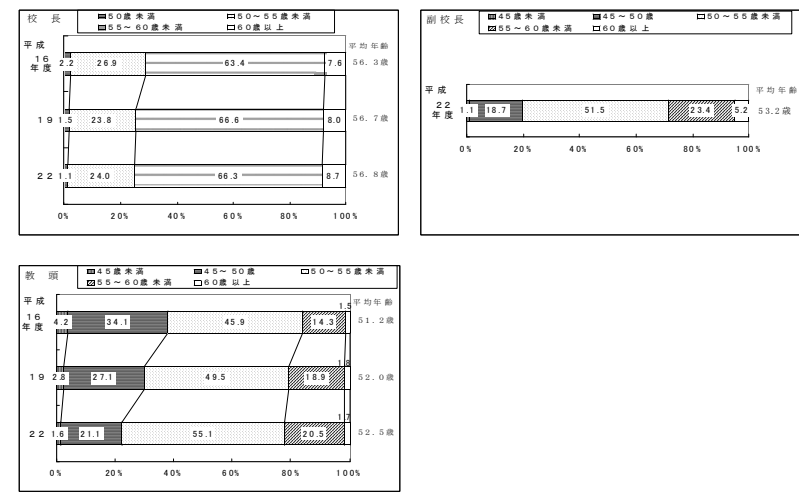 校 長
■50歳未満 □50～55歳未満
□55～60歳未満 □60歳以上
平成 平均年齢
16年度 2.2 26.9 63.4 7.6 56.3歳
19 1.5 23.8 66.6 8.0 56.7歳
22 1.1 24.0 66.3 8.7 56.8歳
0% 20% 40% 60% 80% 100%
副校長
■45歳未満 ■45～50歳 □50～55歳未満
□55～60歳未満 □60歳以上
平成 平均年齢
22年度 1.1 18.7 51.5 23.4 5.2 53.2歳
0% 20% 40% 60% 80% 100%
教 頭
■45歳未満 ■45～50歳 □50～55歳未満
□55～60歳未満 □60歳以上
平成 平均年齢
16年度 4.2 34.1 45.9 14.3 1.5 51.2歳
19 2.8 27.1 49.5 18.9 1.8 52.0歳
22 1.6 21.1 55.1 20.5 1.7 52.5歳
0% 20% 40% 60% 80% 100%